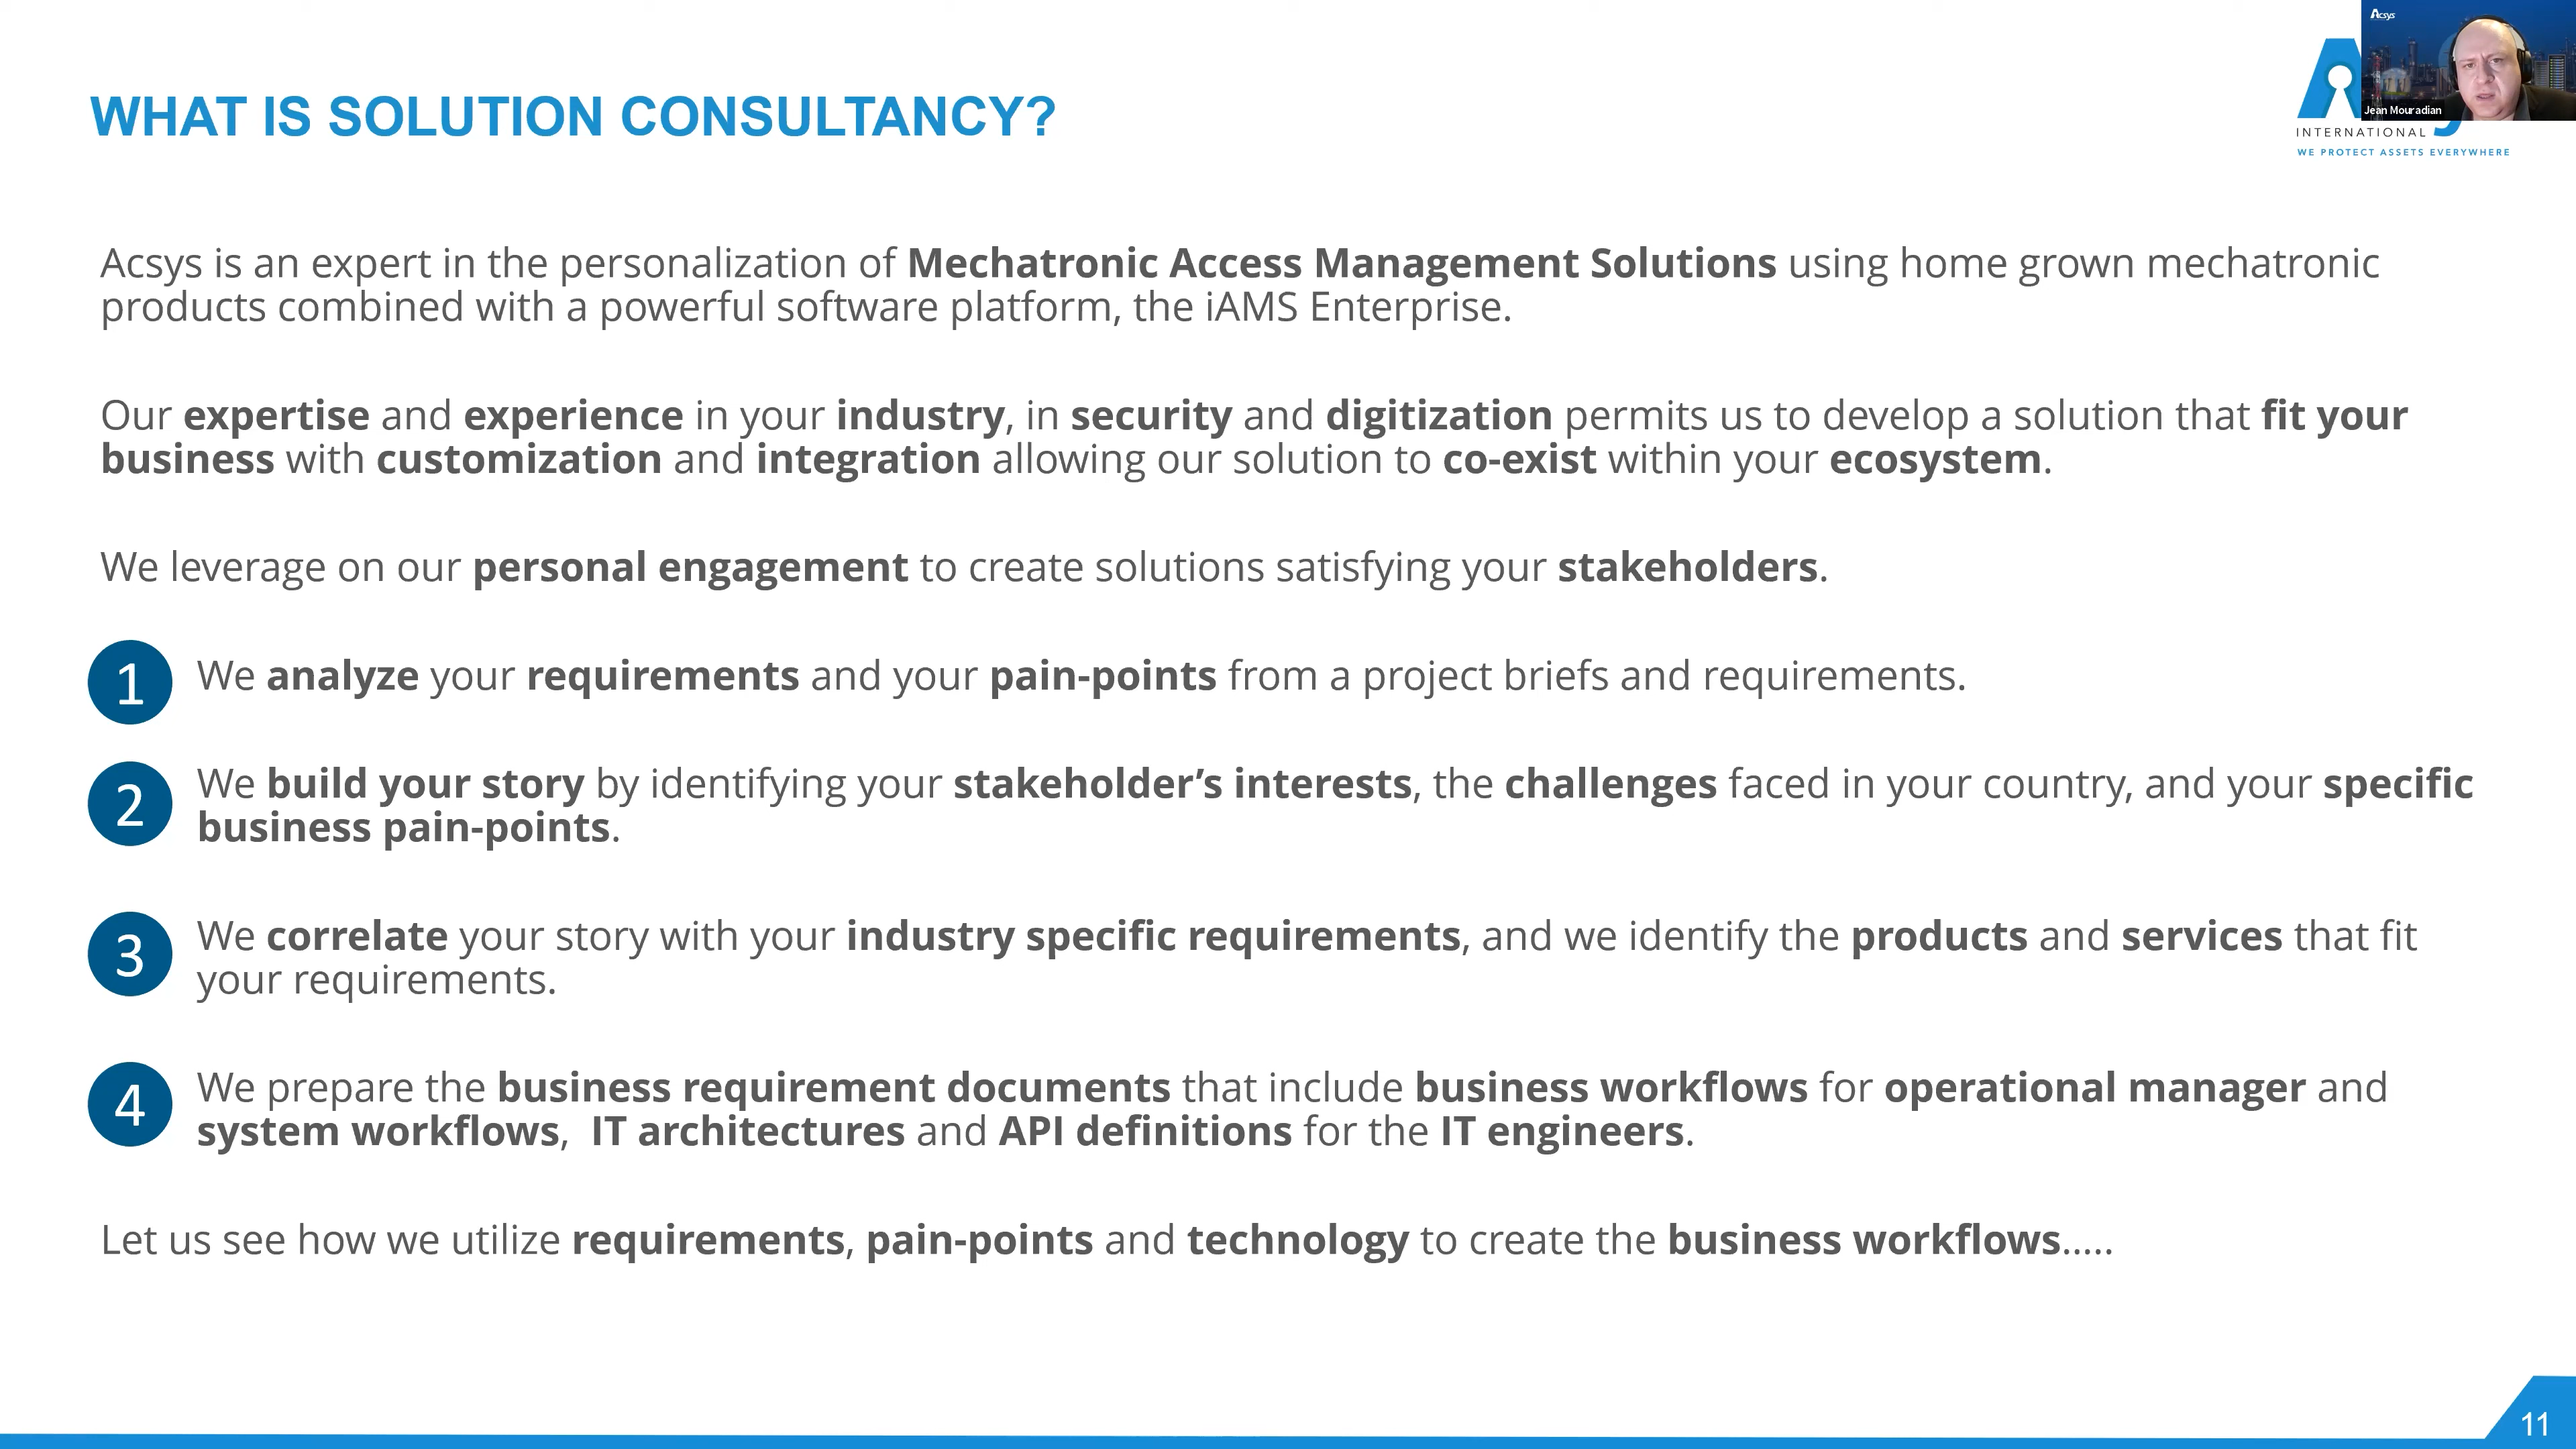 Acsys
Jean Mouradian
WHAT IS SOLUTION CONSULTANCY?
INTERNATIONAL
WE PROTECT ASSETS EVERYWHERE
Acsys is an expert in the personalization of Mechatronic Access Management Solutions using home grown mechatronic
products combined with a powerful software platform, the iAMS Enterprise.
Our expertise and experience in your industry, in security and digitization permits us to develop a solution that fit your
business with customization and integration allowing our solution to co-exist within your ecosystem.
We leverage on our personal engagement to create solutions satisfying your stakeholders.
1 We analyze your requirements and your pain-points from a project briefs and requirements.
2 We build your story by identifying your stakeholder’s interests, the challenges faced in your country, and your specific
business pain-points.
3 We correlate your story with your industry specific requirements, and we identify the products and services that fit
your requirements.
4 We prepare the business requirement documents that include business workflows for operational manager and
system workflows,  IT architectures and API definitions for the IT engineers.
Let us see how we utilize requirements, pain-points and technology to create the business workflows.....
11